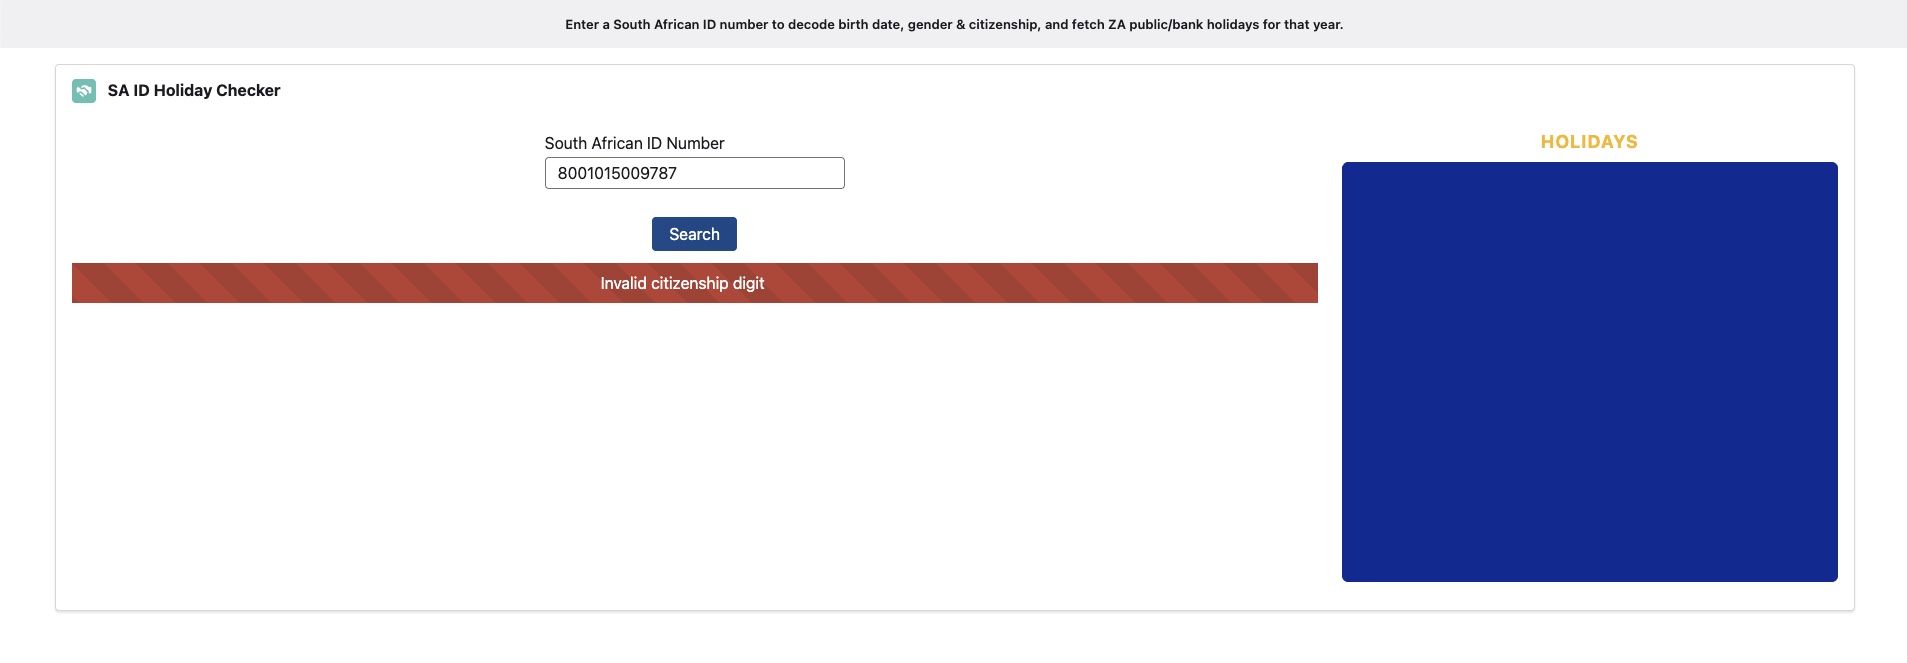 Enter a South African ID number to decode birth date, gender & citizenship, and fetch ZA public/bank holidays for that year.
SA ID Holiday Checker
South African ID Number
8001015009787
Search
Invalid citizenship digit
HOLIDAYS